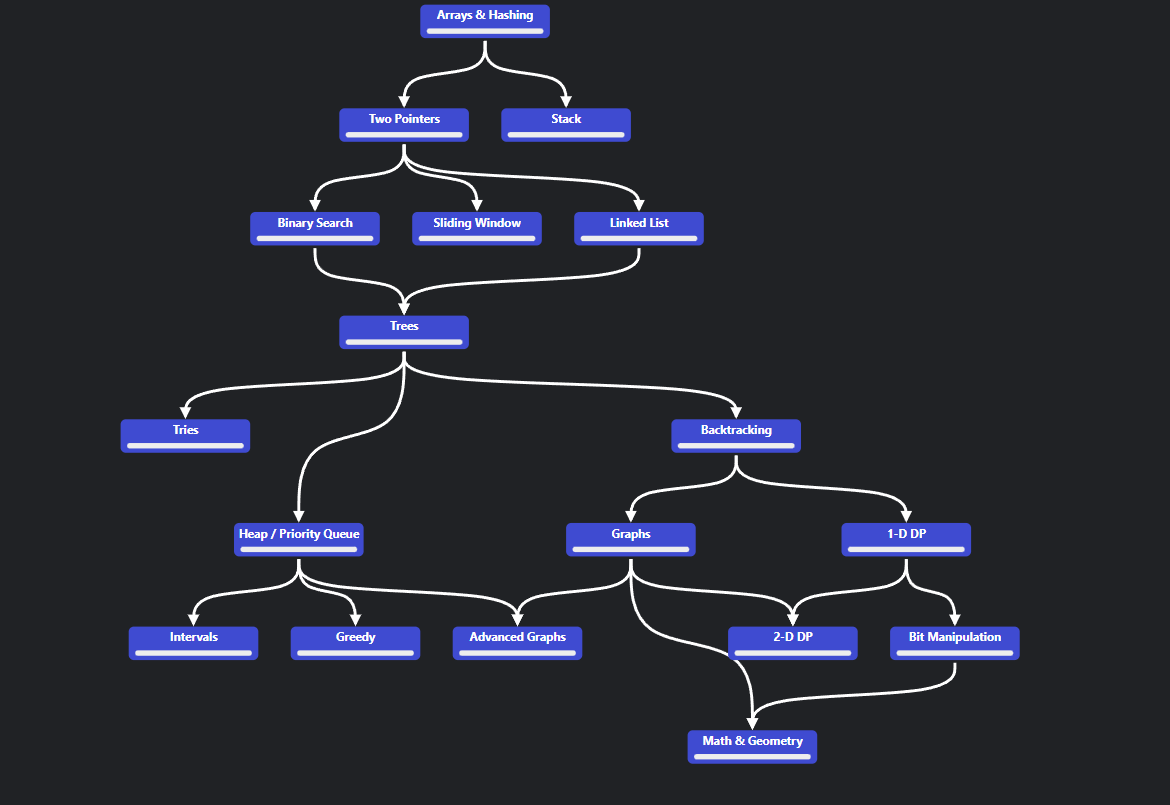 Arrays & Hashing
Two Pointers
Stack
Binary Search
Sliding Window
Linked List
Trees
Tries
Backtracking
Heap / Priority Queue
Graphs
1-D DP
Intervals
Greedy
Advanced Graphs
2-D DP
Bit Manipulation
Math & Geometry